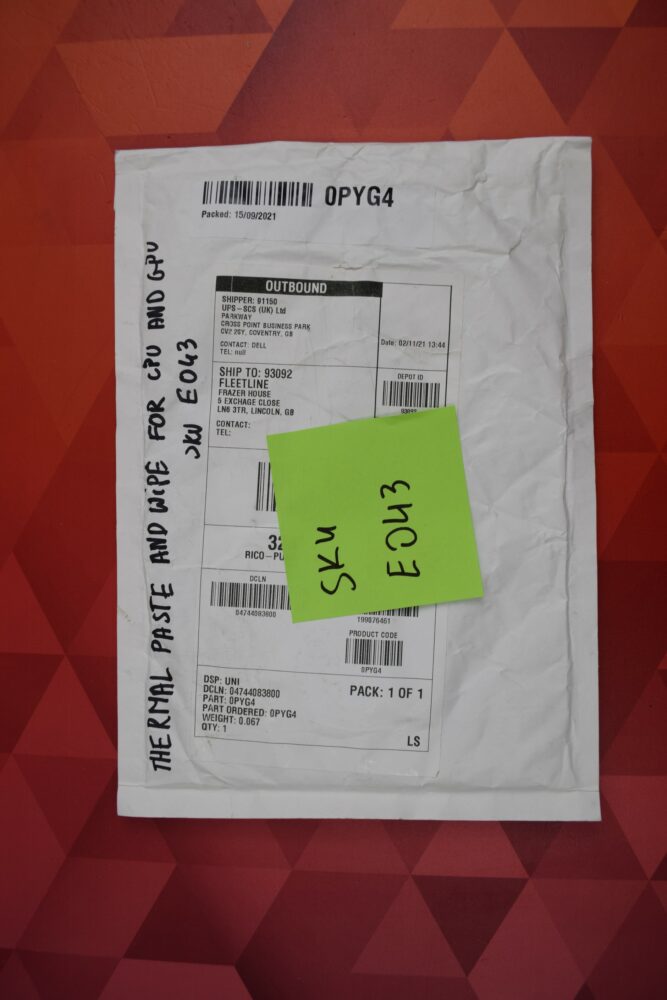 0PYG4
Packed: 15/09/2021
OUTBOUND
SHIPPER: 91150
UPS-SCS (UK) Ltd
PARKWAY
CROSS POINT BUSINESS PARK
CV2 2SY, COVENTRY, GB
CONTACT: DELL
TEL: null
Date: 02/11/21 13:44
SHIP TO: 93092
FLEETLINE
FRAZER HOUSE
5 EXCHAGE CLOSE
LN6 3TR, LINCOLN, GB
CONTACT:
TEL:
DEPOT ID
93092
32
RICO-PU
DCLN
04744083800
199876461
PRODUCT CODE
0PYG4
DSP: UNI
DCLN: 04744083800
PART: 0PYG4
PART ORDERED: 0PYG4
WEIGHT: 0.067
QTY: 1
PACK: 1 OF 1
LS
THERMAL PASTE AND WIPE FOR CPU AND GPU
SKU E043
SKU
E043